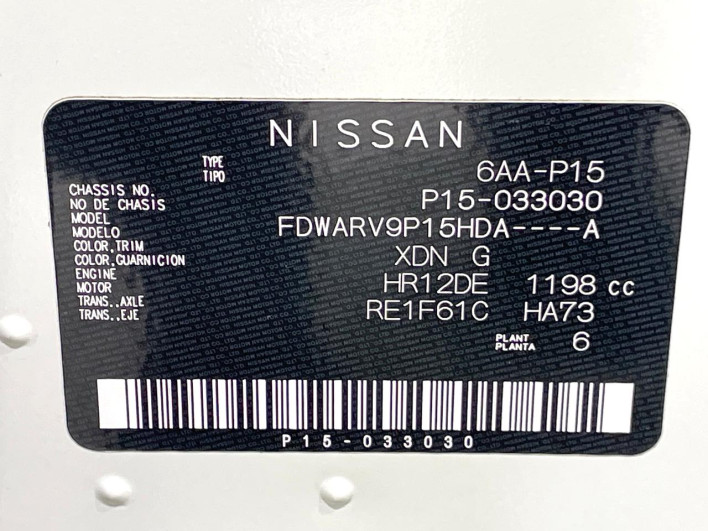 NISSAN
TYPE 6AA-P15
TIPO
CHASSIS NO. P15-033030
NO DE CHASIS
MODEL FDWARV9P15HDA----A
MODELO
COLOR,TRIM XDN G
COLOR,GUARNICION
ENGINE HR12DE 1198 cc
MOTOR
TRANS.,AXLE RE1F61C HA73
TRANS.,EJE
PLANT 6
PLANTA
P15-033030